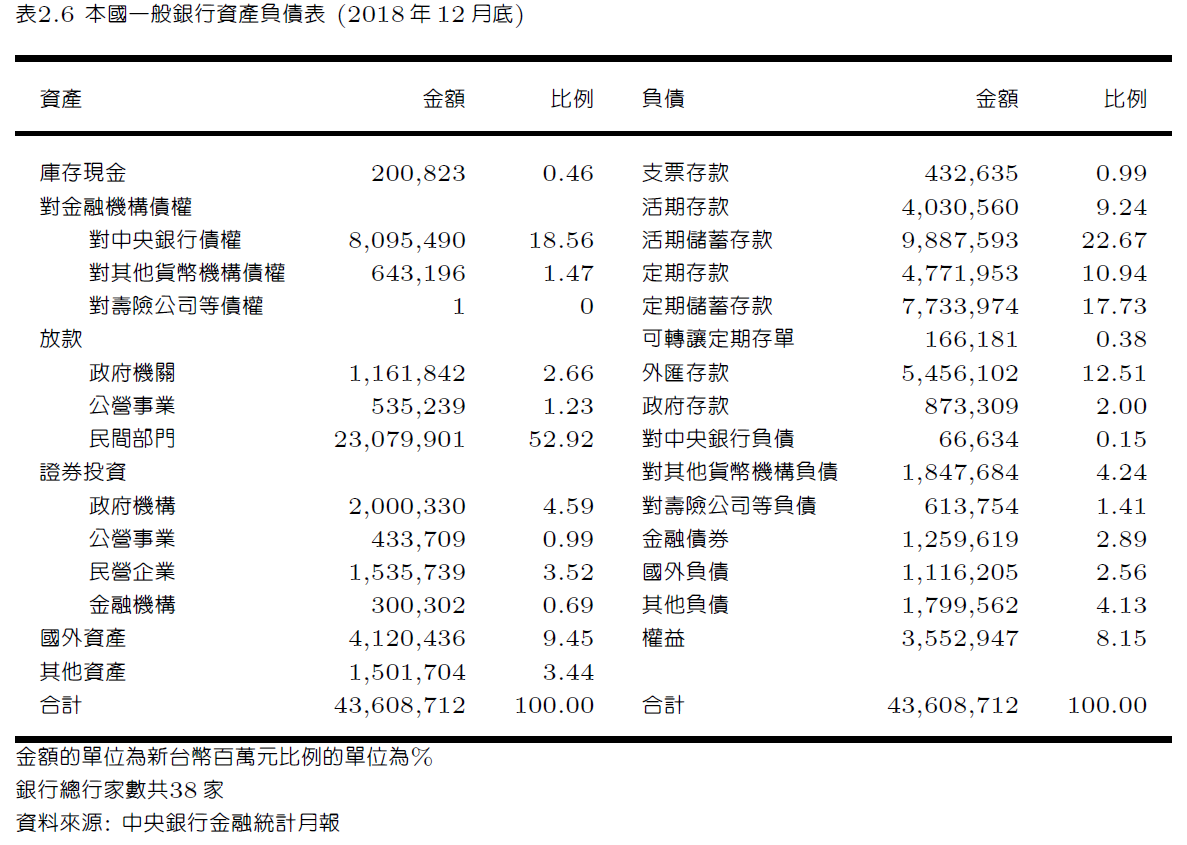 表2.6 本國一般銀行資產負債表 (2018年12月底)
資產 金額 比例 負債 金額 比例
庫存現金 200,823 0.46 支票存款 432,635 0.99
對金融機構債權 活期存款 4,030,560 9.24
對中央銀行債權 8,095,490 18.56 活期儲蓄存款 9,887,593 22.67
對其他貨幣機構債權 643,196 1.47 定期存款 4,771,953 10.94
對壽險公司等債權 1 0 定期儲蓄存款 7,733,974 17.73
放款 可轉讓定期存單 166,181 0.38
政府機關 1,161,842 2.66 外匯存款 5,456,102 12.51
公營事業 535,239 1.23 政府存款 873,309 2.00
民間部門 23,079,901 52.92 對中央銀行負債 66,634 0.15
證券投資 對其他貨幣機構負債 1,847,684 4.24
政府機構 2,000,330 4.59 對壽險公司等負債 613,754 1.41
公營事業 433,709 0.99 金融債券 1,259,619 2.89
民營企業 1,535,739 3.52 國外負債 1,116,205 2.56
金融機構 300,302 0.69 其他負債 1,799,562 4.13
國外資產 4,120,436 9.45 權益 3,552,947 8.15
其他資產 1,501,704 3.44
合計 43,608,712 100.00 合計 43,608,712 100.00
金額的單位為新台幣百萬元比例的單位為%
銀行總行家數共38家
資料來源: 中央銀行金融統計月報